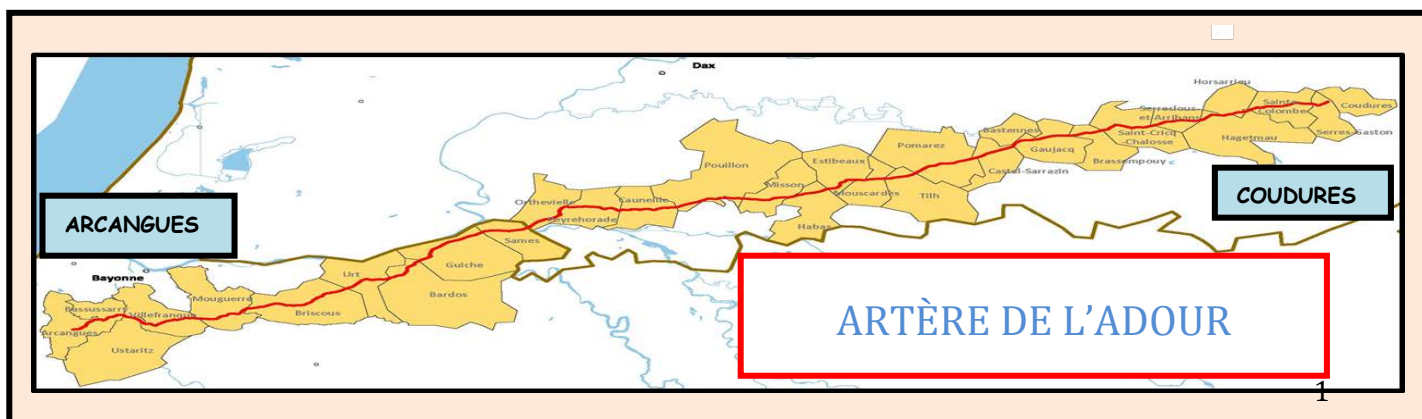 Dax
Horsarrieu
Coudures
Sainte
Colombe
Serreslous-
et-Arribans
Bastennes
Saint-Cricq
-Chalosse
Hagetmau
Serres-Gaston
Pomarez
Gaujacq
Brassempouy
Castel-Sarrazin
Estibeaux
Pouillon
Misson
Mouscardès
Tilh
Habas
COUDURES
Orthevielle
Cauneille
Peyrehorade
ARCANGUES
Sames
Guiche
Bayonne
Urt
Mouguerre
Bardos
Briscous
Bassussarry
Villefranque
Arcangues
Ustaritz
ARTÈRE DE L’ADOUR
1